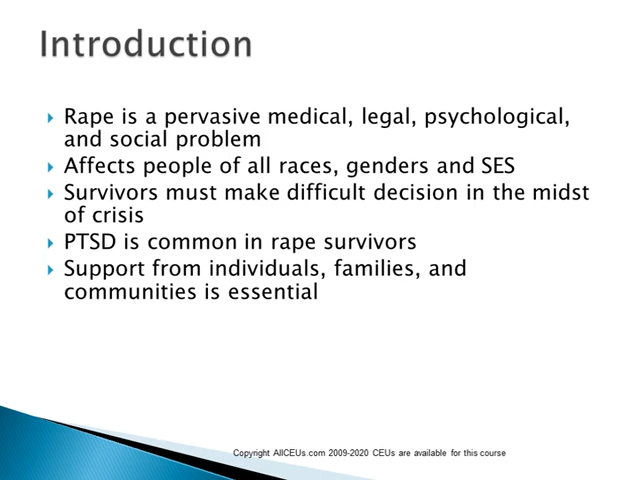 Introduction
Rape is a pervasive medical, legal, psychological,
and social problem
Affects people of all races, genders and SES
Survivors must make difficult decision in the midst
of crisis
PTSD is common in rape survivors
Support from individuals, families, and
communities is essential
Copyright AllCEUs.com 2009-2020 CEUs are available for this course